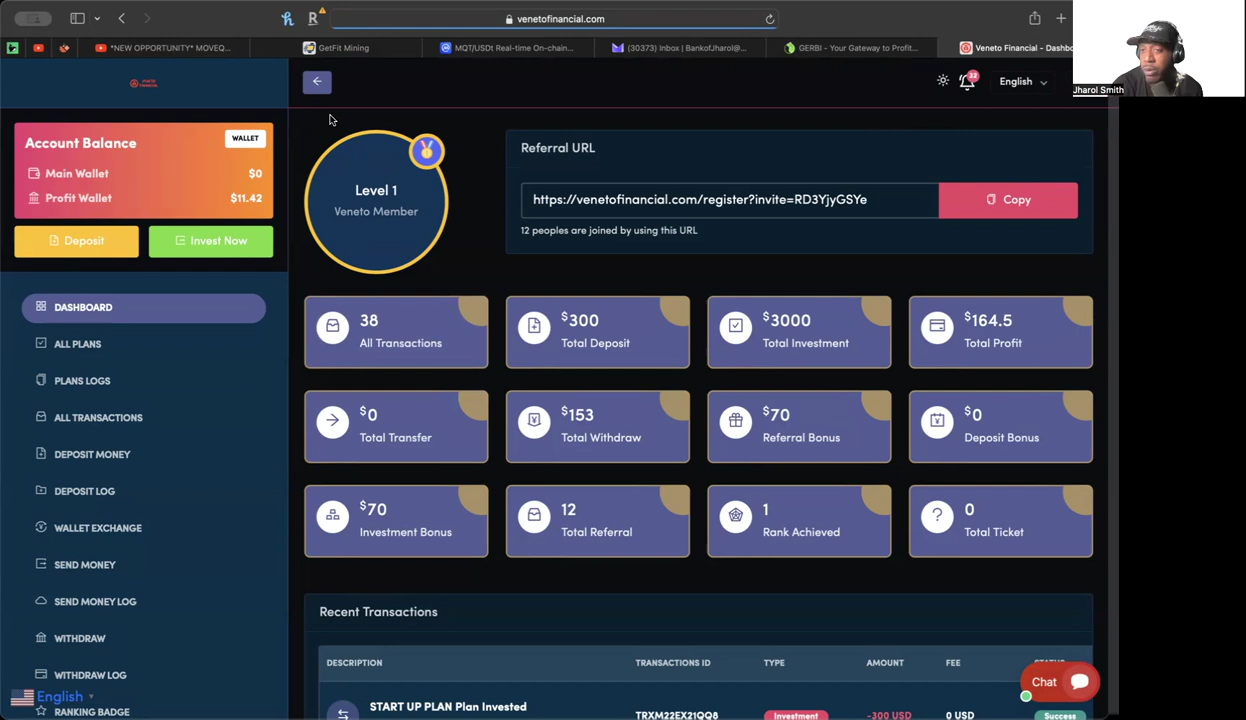 venetofinancial.com
*NEW OPPORTUNITY* MOVEQ...
GetFit Mining
MQT/USDt Real-time On-chain...
(30373) Inbox | BankofJharol@...
GERBI - Your Gateway to Profit...
Veneto Financial - Dashbo
Jharol Smith
VENETO
FINANCIAL
32
English
Account Balance
WALLET
Main Wallet
$0
Profit Wallet
$11.42
Deposit
Invest Now
Level 1
Veneto Member
Referral URL
https://venetofinancial.com/register?invite=RD3YjyGSYe
Copy
12 peoples are joined by using this URL
DASHBOARD
ALL PLANS
PLANS LOGS
ALL TRANSACTIONS
DEPOSIT MONEY
DEPOSIT LOG
WALLET EXCHANGE
SEND MONEY
SEND MONEY LOG
WITHDRAW
WITHDRAW LOG
RANKING BADGE
English
38
All Transactions
$300
Total Deposit
$3000
Total Investment
$164.5
Total Profit
$0
Total Transfer
$153
Total Withdraw
$70
Referral Bonus
$0
Deposit Bonus
$70
Investment Bonus
12
Total Referral
1
Rank Achieved
0
Total Ticket
Recent Transactions
DESCRIPTION
TRANSACTIONS ID
TYPE
AMOUNT
FEE
STATUS
START UP PLAN Plan Invested
TRXM22EX21QQ8
Investment
-300 USD
0 USD
Success
Chat